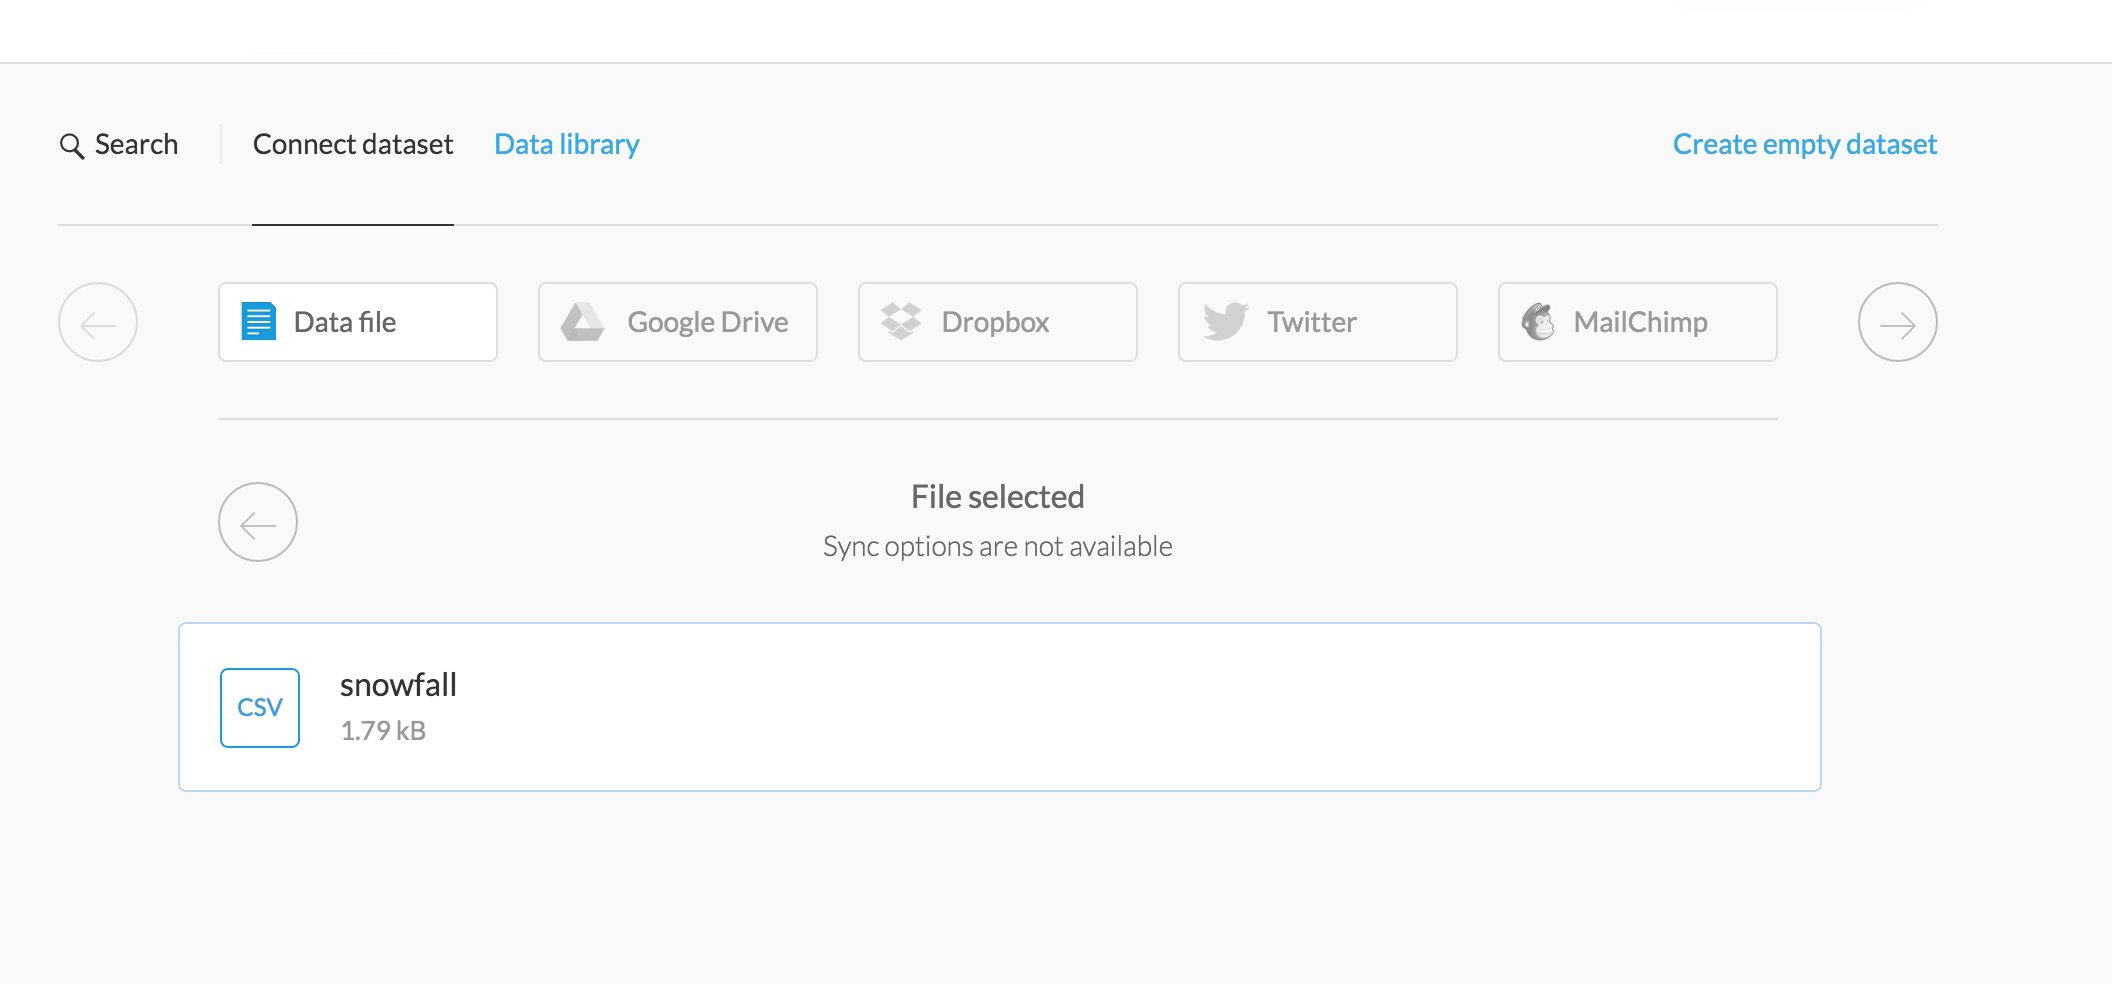 Search
Connect dataset
Data library
Create empty dataset
Data file
Google Drive
Dropbox
Twitter
MailChimp
File selected
Sync options are not available
CSV
snowfall
1.79 kB